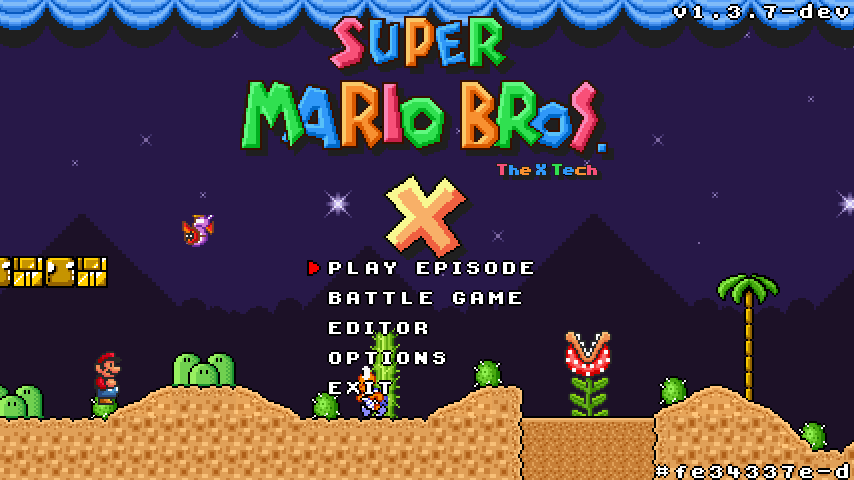 v1.3.7-dev
SUPER
MARIO BROS.
The X Tech
X
PLAY EPISODE
BATTLE GAME
EDITOR
OPTIONS
EXIT
#fe34337e-d